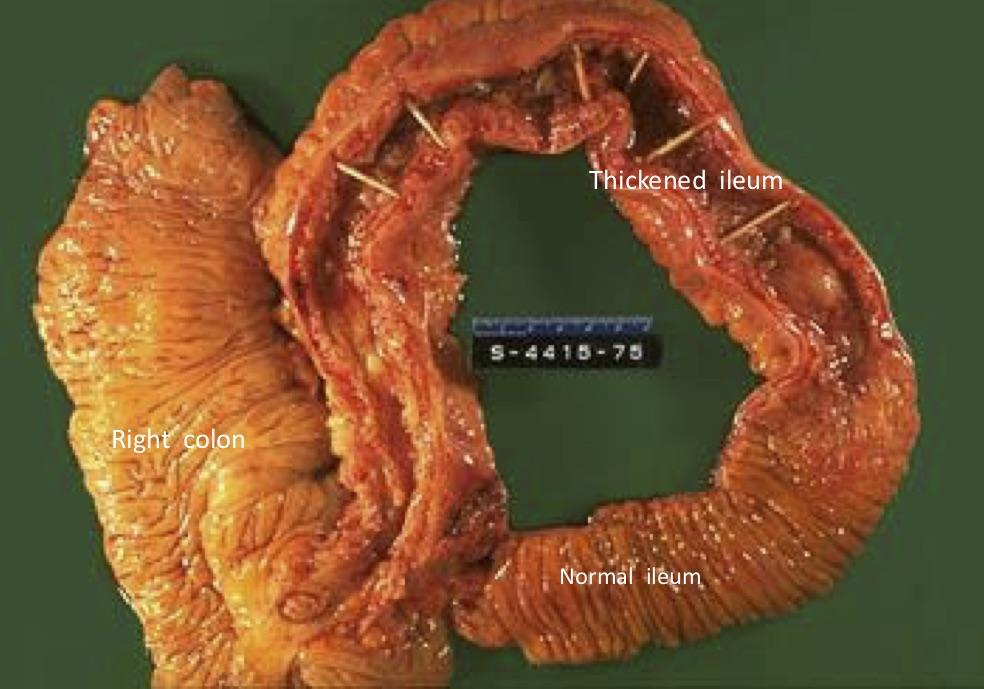 Thickened ileum
S-4415-75
Right colon
Normal ileum